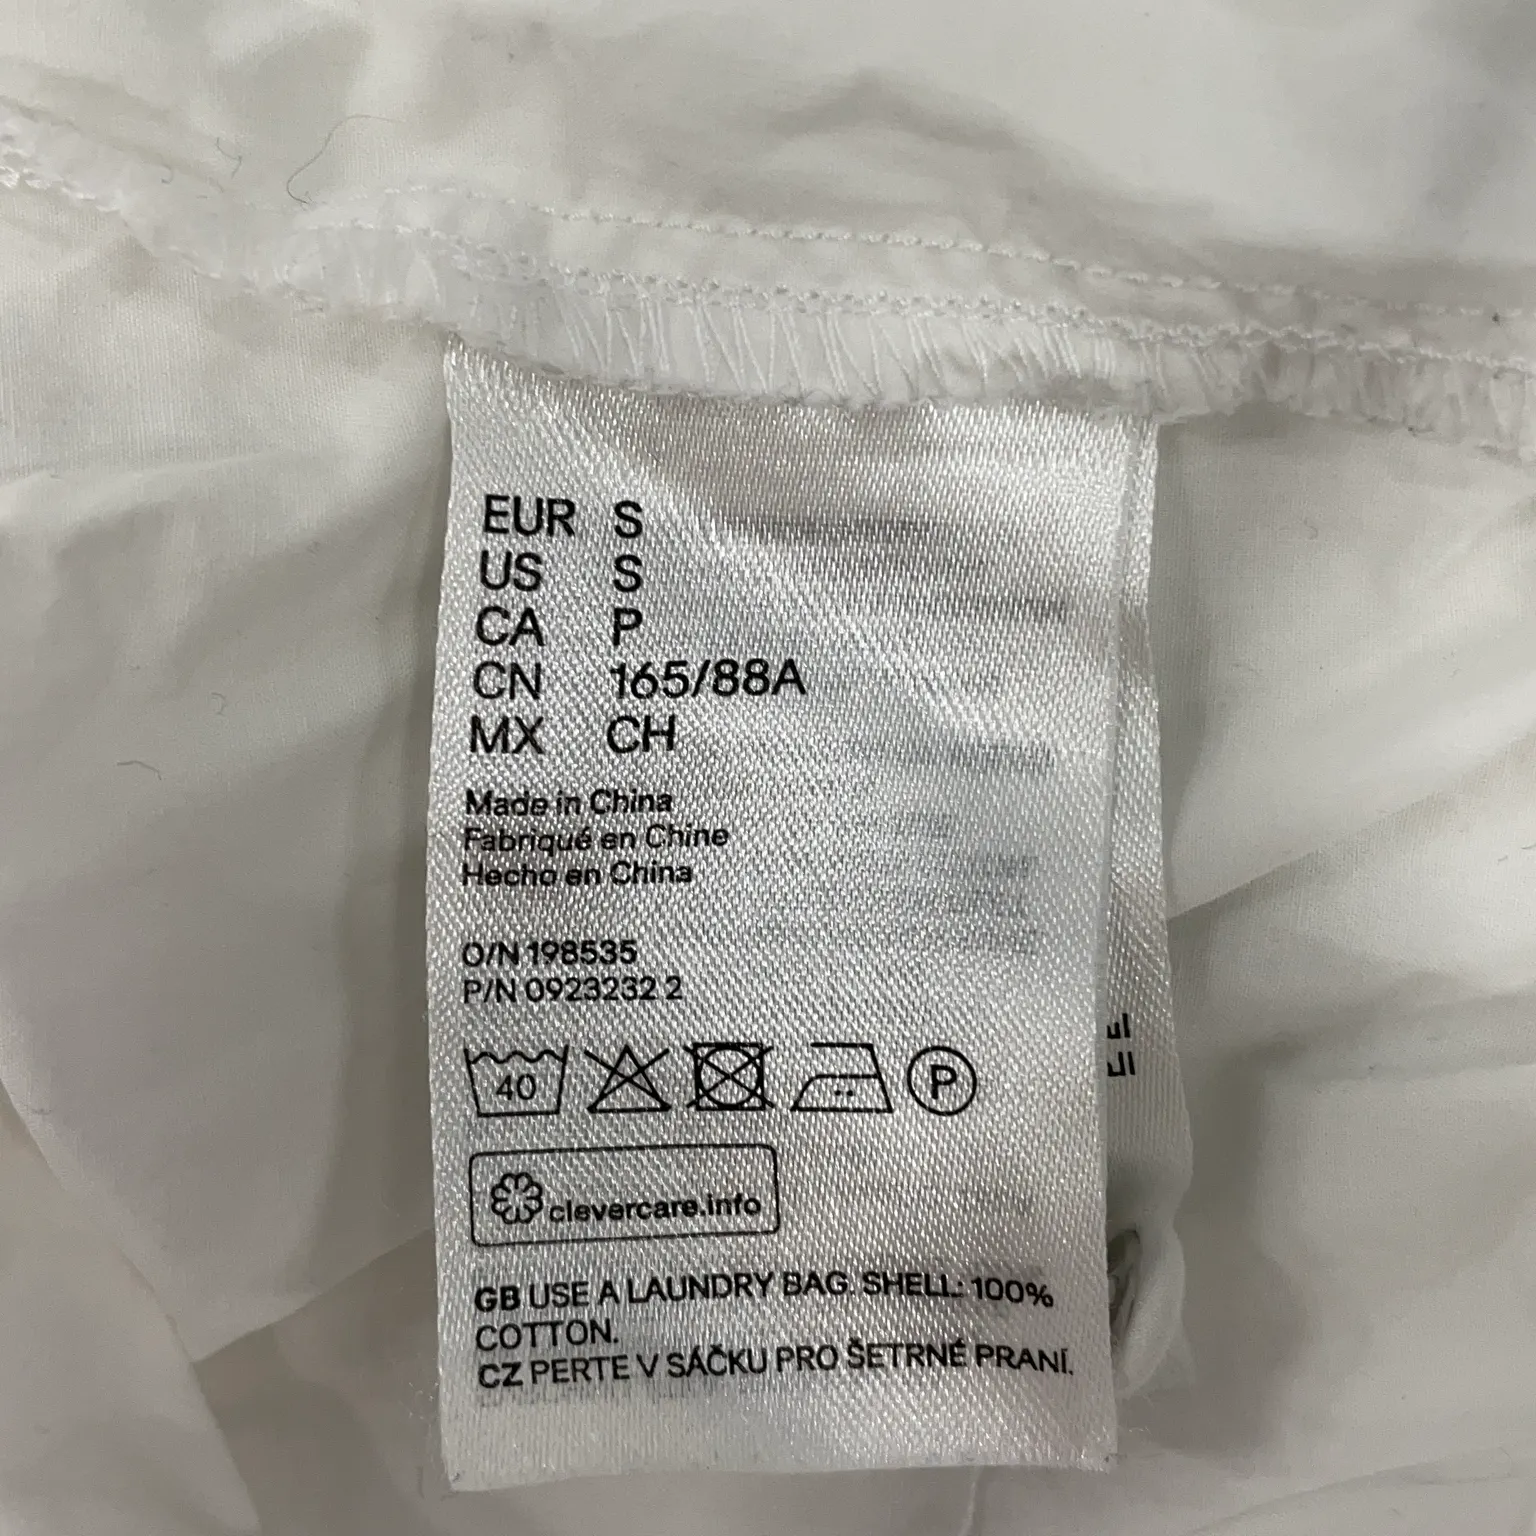 EUR S
US S
CA P
CN 165/88A
MX CH
Made in China
Fabriqué en Chine
Hecho en China
O/N 198535
P/N 0923232 2
40 P
clevercare.info
GB USE A LAUNDRY BAG. SHELL: 100%
COTTON.
CZ PERTE V SÁČKU PRO ŠETRNÉ PRANÍ.